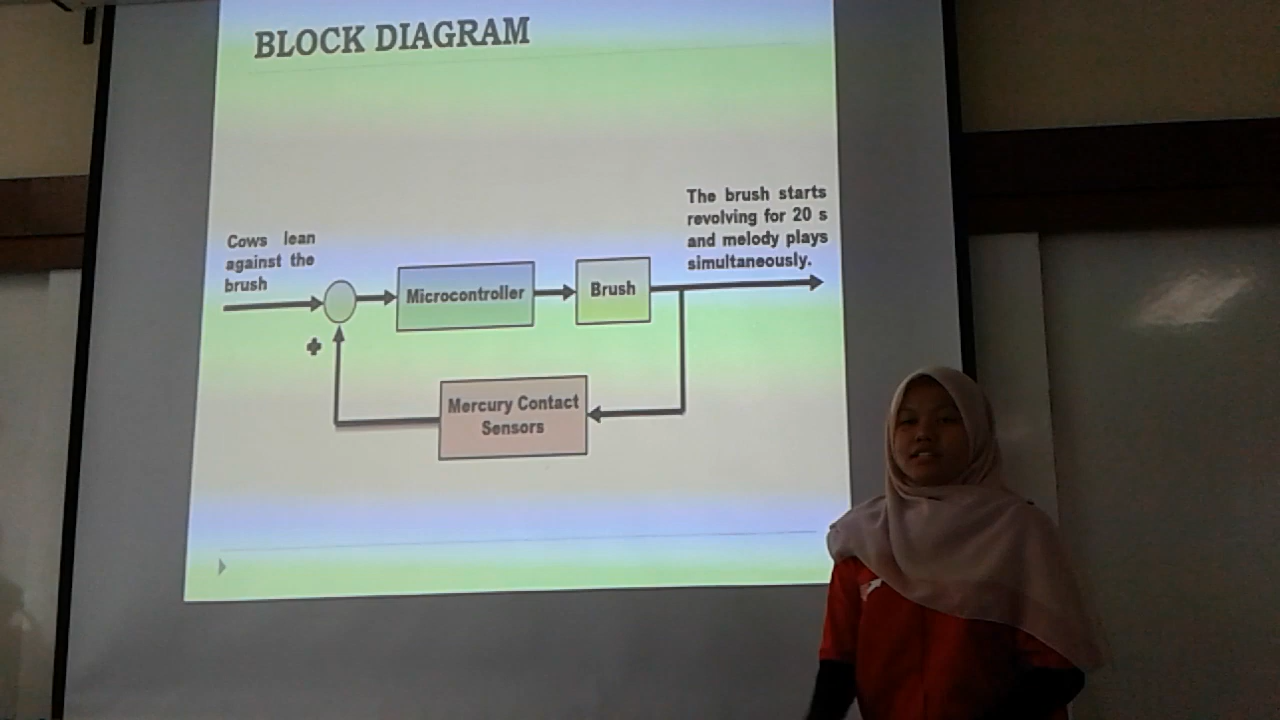 BLOCK DIAGRAM
The brush starts
revolving for 20 s
and melody plays
simultaneously.
Cows lean
against the
brush
Microcontroller
Brush
+
Mercury Contact
Sensors